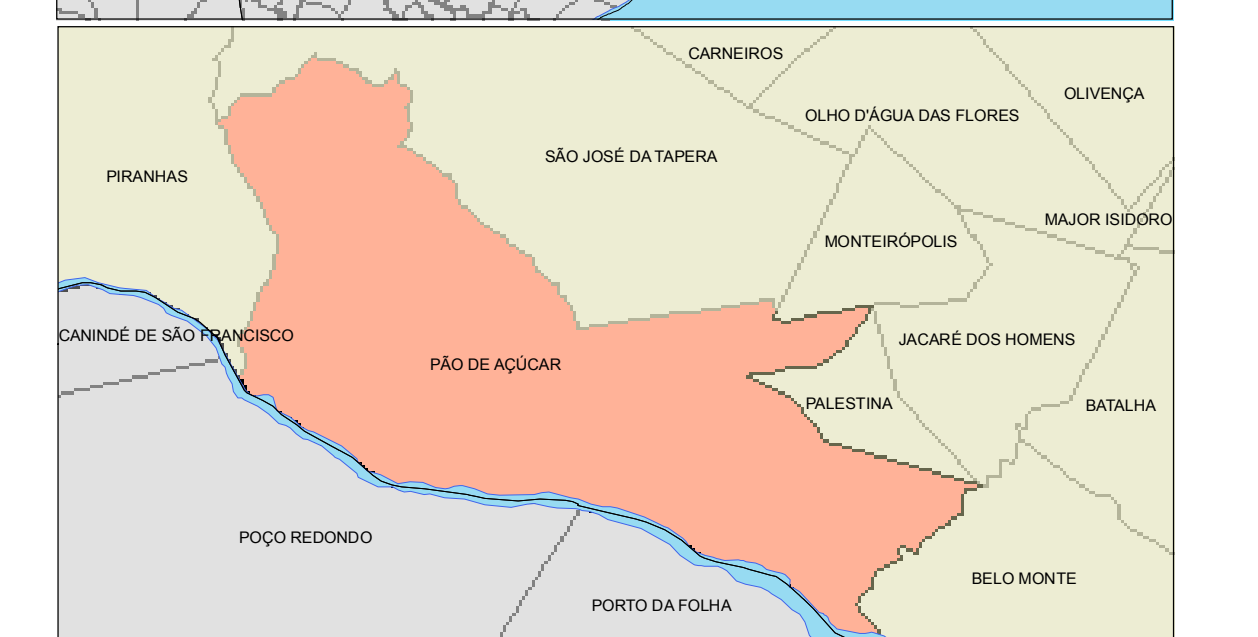 CARNEIROS
OLIVENÇA
OLHO D'ÁGUA DAS FLORES
SÃO JOSÉ DA TAPERA
PIRANHAS
MAJOR ISIDORO
MONTEIRÓPOLIS
CANINDÉ DE SÃO FRANCISCO
JACARÉ DOS HOMENS
PÃO DE AÇÚCAR
PALESTINA
BATALHA
POÇO REDONDO
BELO MONTE
PORTO DA FOLHA